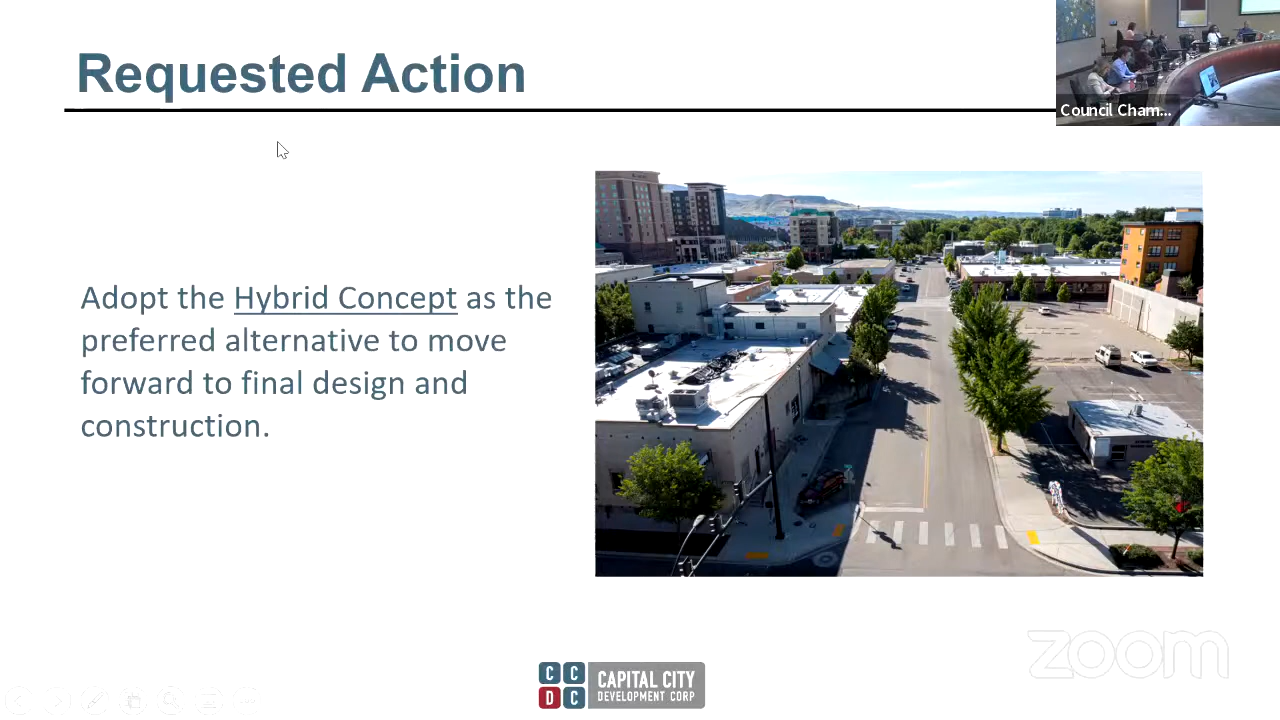 Requested Action
Council Cham...
Adopt the Hybrid Concept as the
preferred alternative to move
forward to final design and
construction.
zoom
C C
D C
CAPITAL CITY
DEVELOPMENT CORP